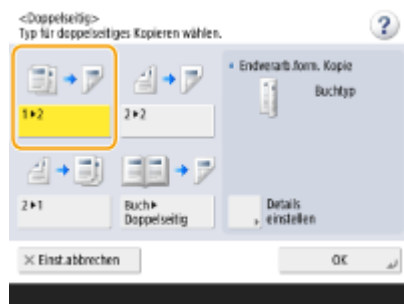 <Doppelseitig>
Typ für doppelseitiges Kopieren wählen.
?
• Endverarb.form. Kopie
Buchtyp
1▶2
2▶2
2▶1
Buch▶
Doppelseitig
Details
einstellen
× Einst.abbrechen
OK